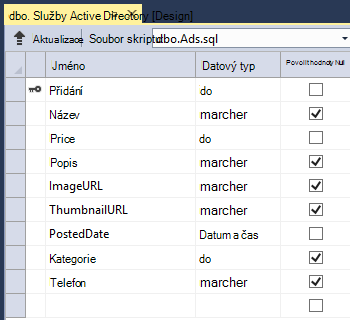 dbo. Služby Active Directory [Design]
Aktualizace Soubor skriptu dbo.Ads.sql
Jméno Datový typ Povolit hodnoty Null
Přidání do
Název marcher
Price do
Popis marcher
ImageURL marcher
ThumbnailURL marcher
PostedDate Datum a čas
Kategorie do
Telefon marcher